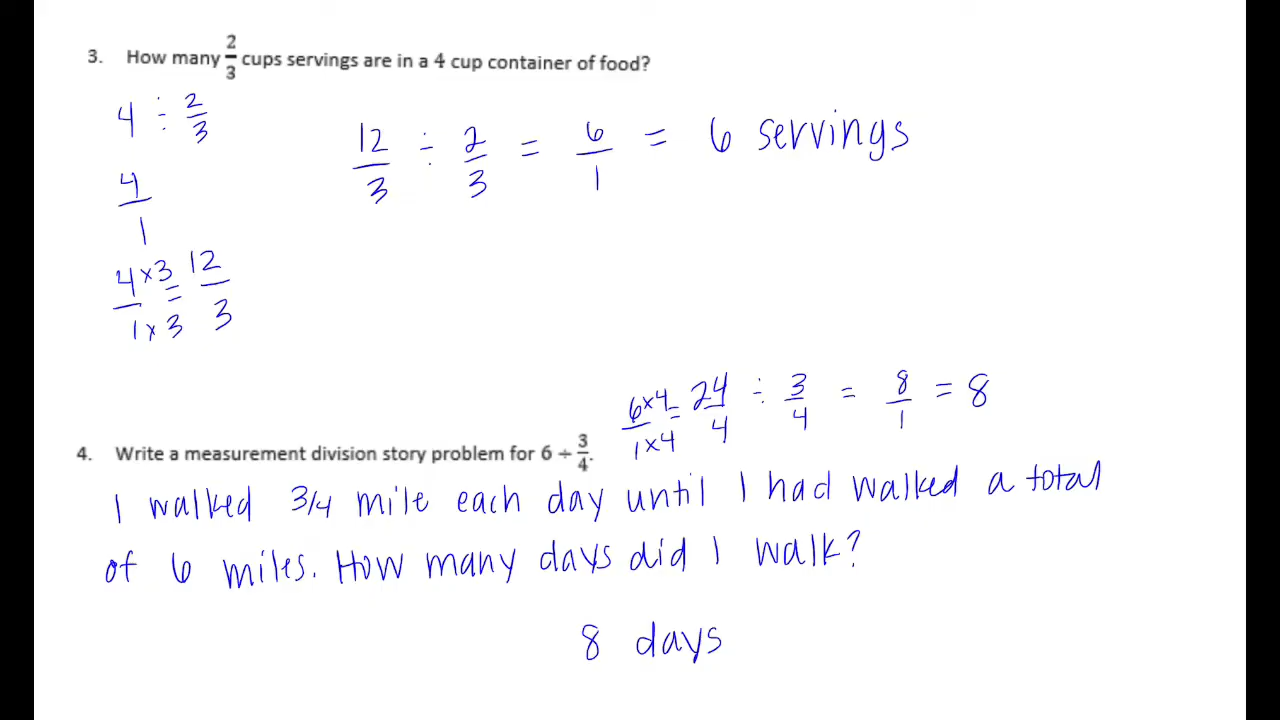 3. How many 2/3 cups servings are in a 4 cup container of food?
4 ÷ 2/3
12/3 ÷ 2/3 = 6/1 = 6 servings
4/1
4×3/1×3 = 12/3
6×4/1×4 = 24/4 ÷ 3/4 = 8/1 = 8
4. Write a measurement division story problem for 6 ÷ 3/4.
I walked 3/4 mile each day until I had walked a total
of 6 miles. How many days did I walk?
8 days